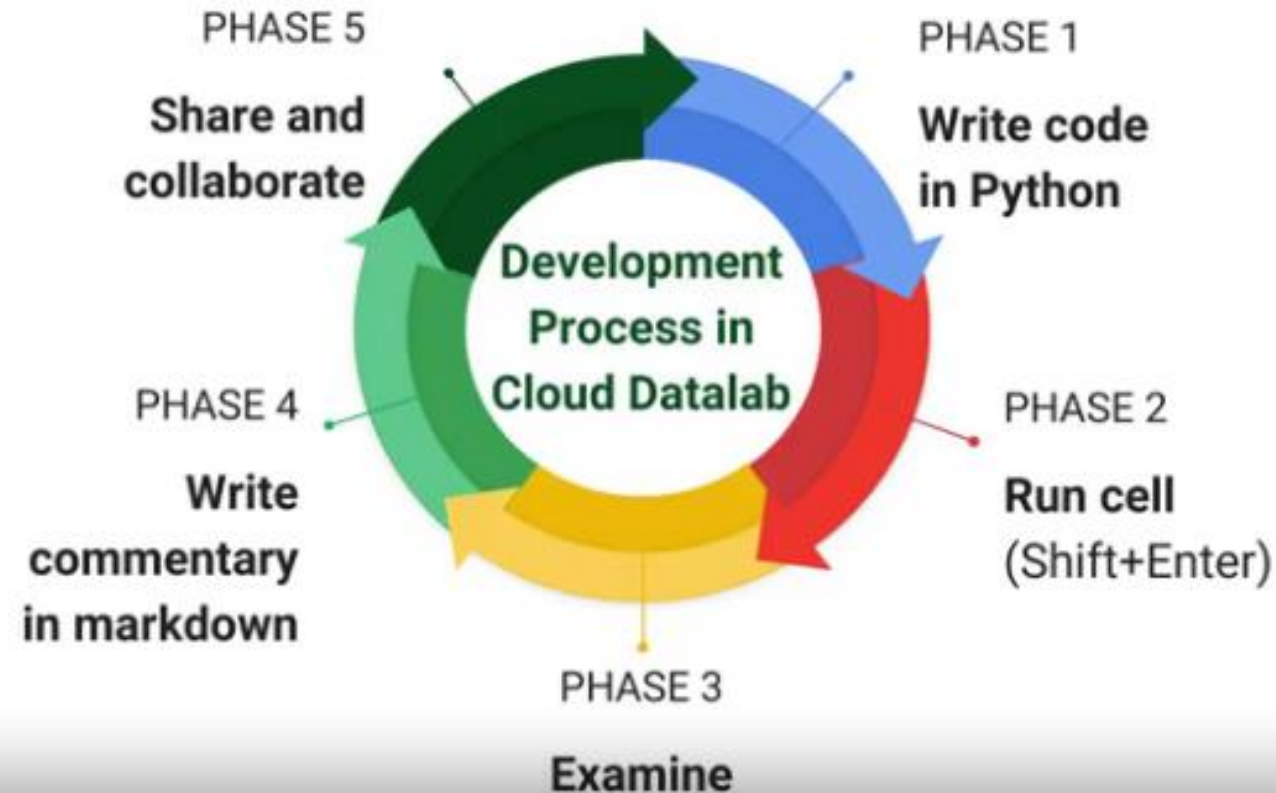 PHASE 5
Share and
collaborate
PHASE 1
Write code
in Python
Development
Process in
Cloud Datalab
PHASE 4
Write
commentary
in markdown
PHASE 2
Run cell
(Shift+Enter)
PHASE 3
Examine